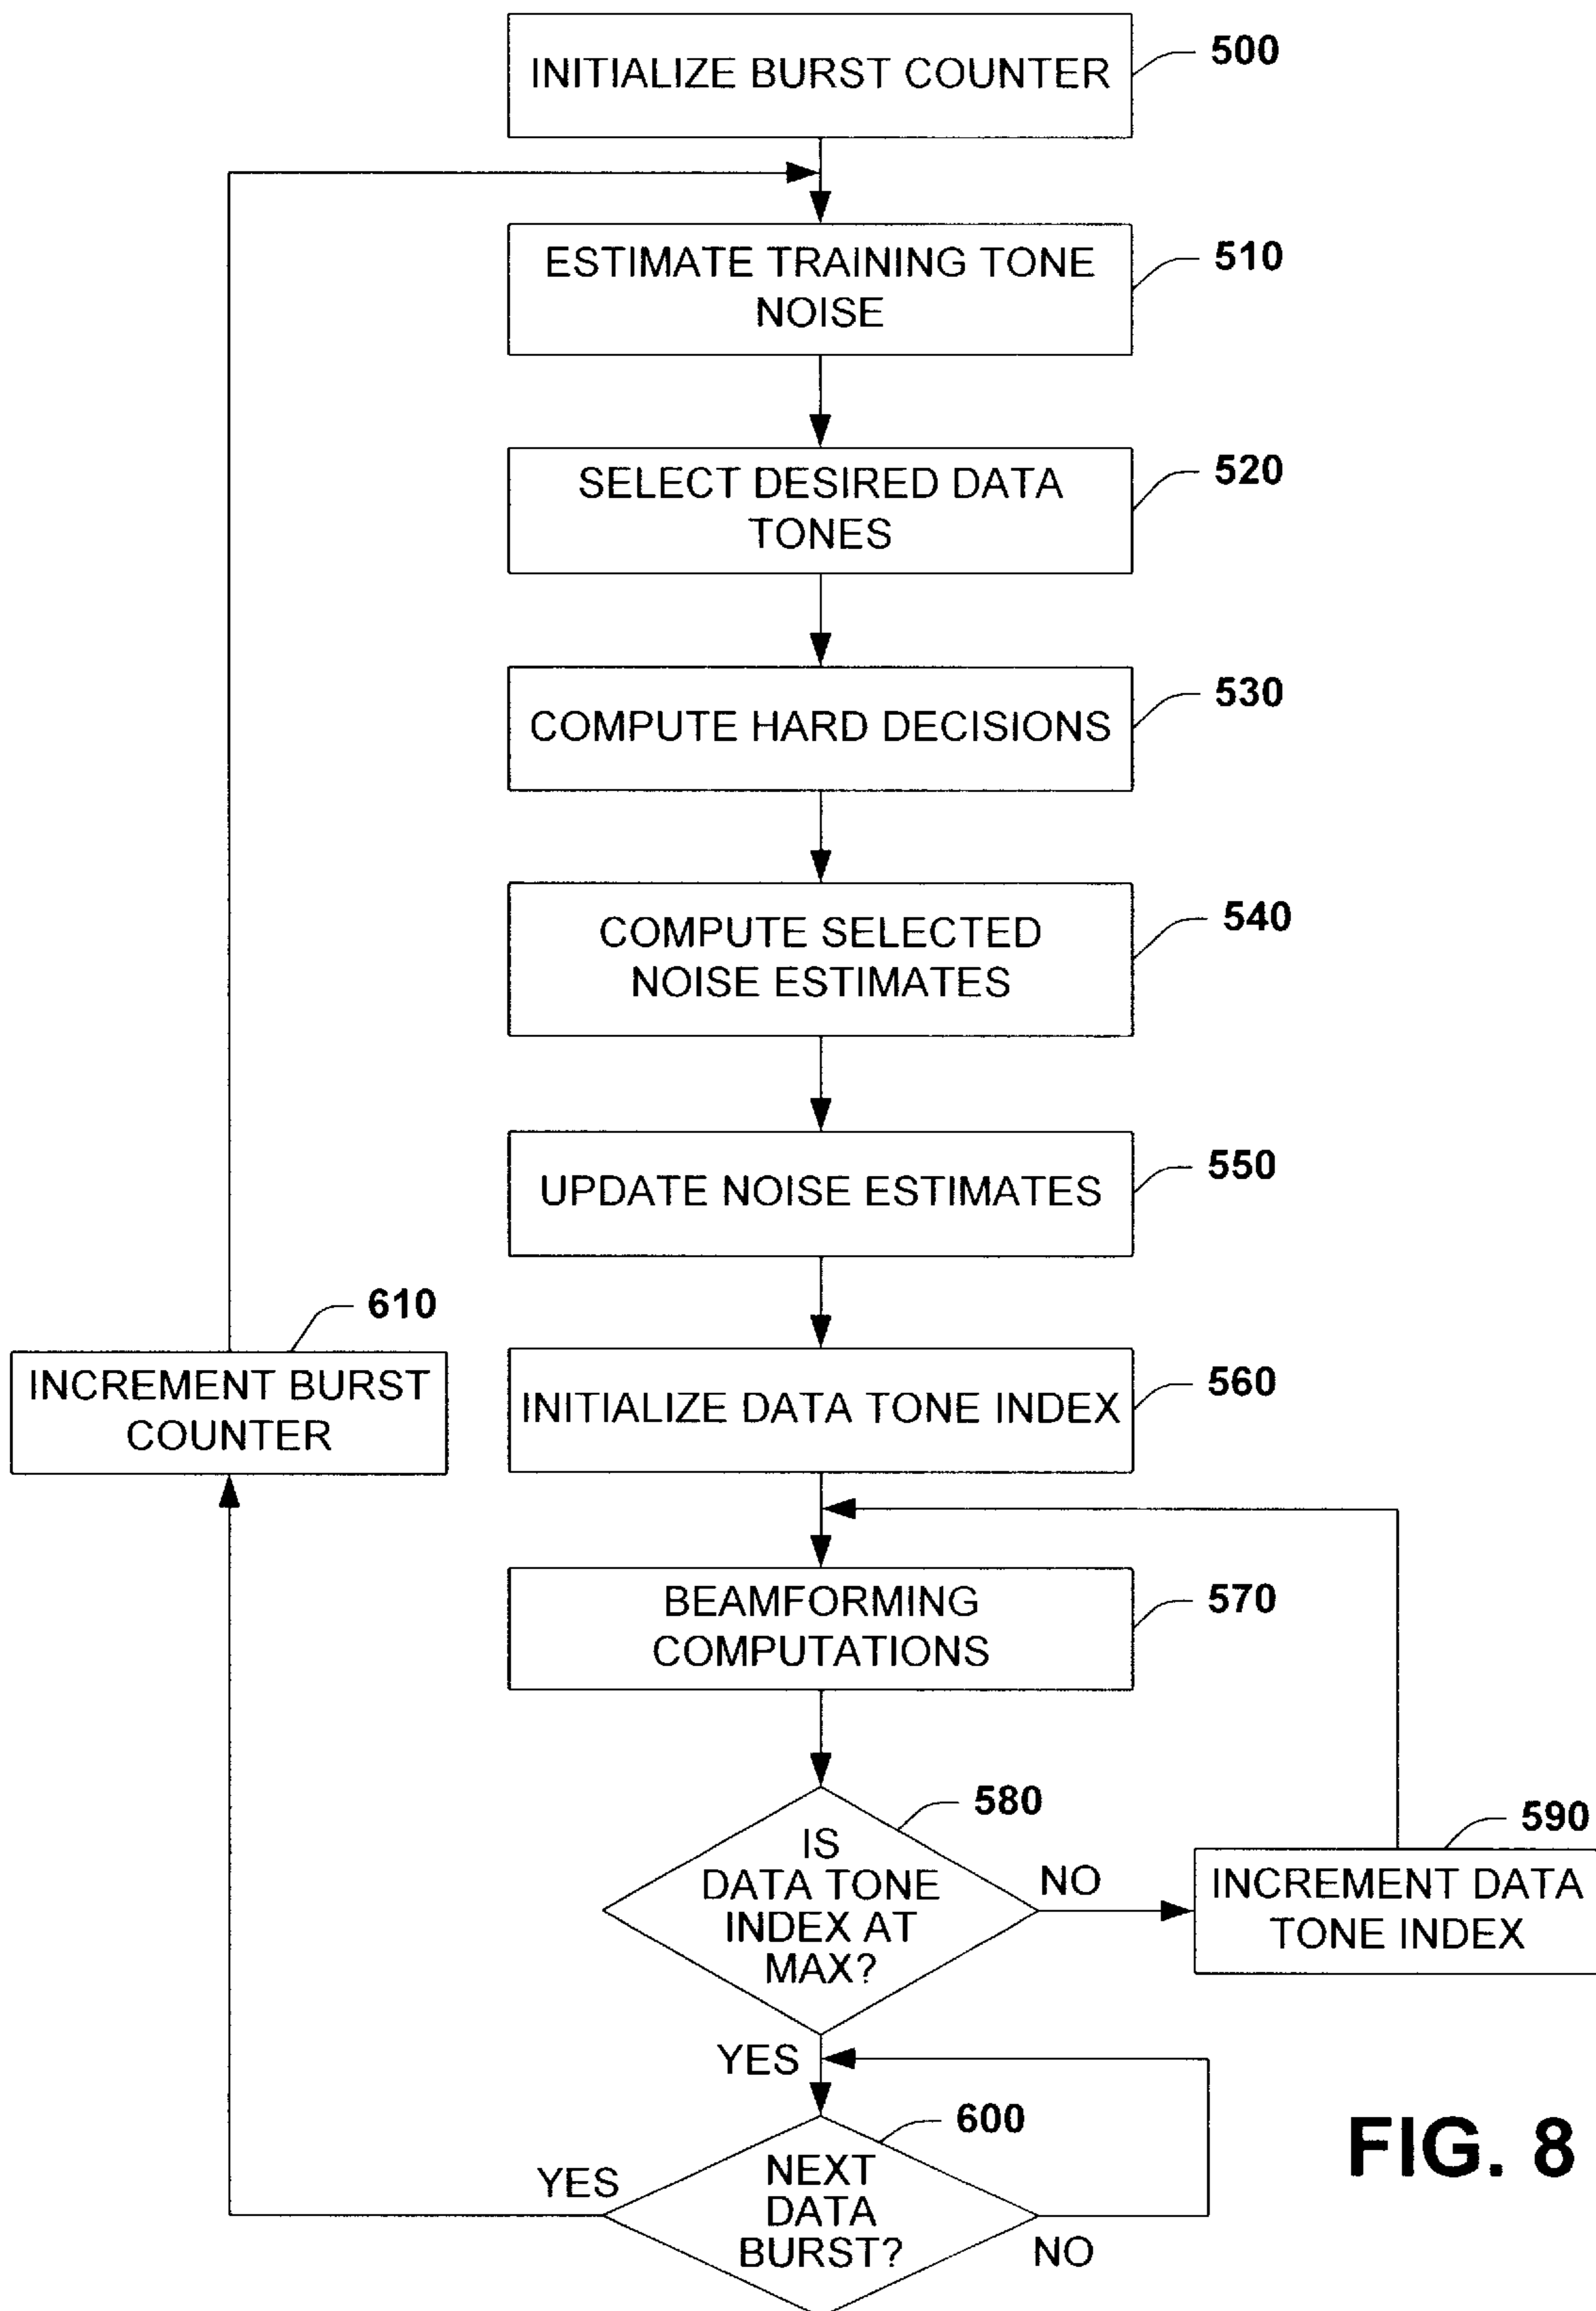 INITIALIZE BURST COUNTER
500
ESTIMATE TRAINING TONE
NOISE
510
SELECT DESIRED DATA
TONES
520
COMPUTE HARD DECISIONS
530
COMPUTE SELECTED
NOISE ESTIMATES
540
UPDATE NOISE ESTIMATES
550
INITIALIZE DATA TONE INDEX
560
BEAMFORMING
COMPUTATIONS
570
IS
DATA TONE
INDEX AT
MAX?
580
NO
INCREMENT DATA
TONE INDEX
590
YES
NEXT
DATA
BURST?
600
NO
YES
INCREMENT BURST
COUNTER
610
FIG. 8